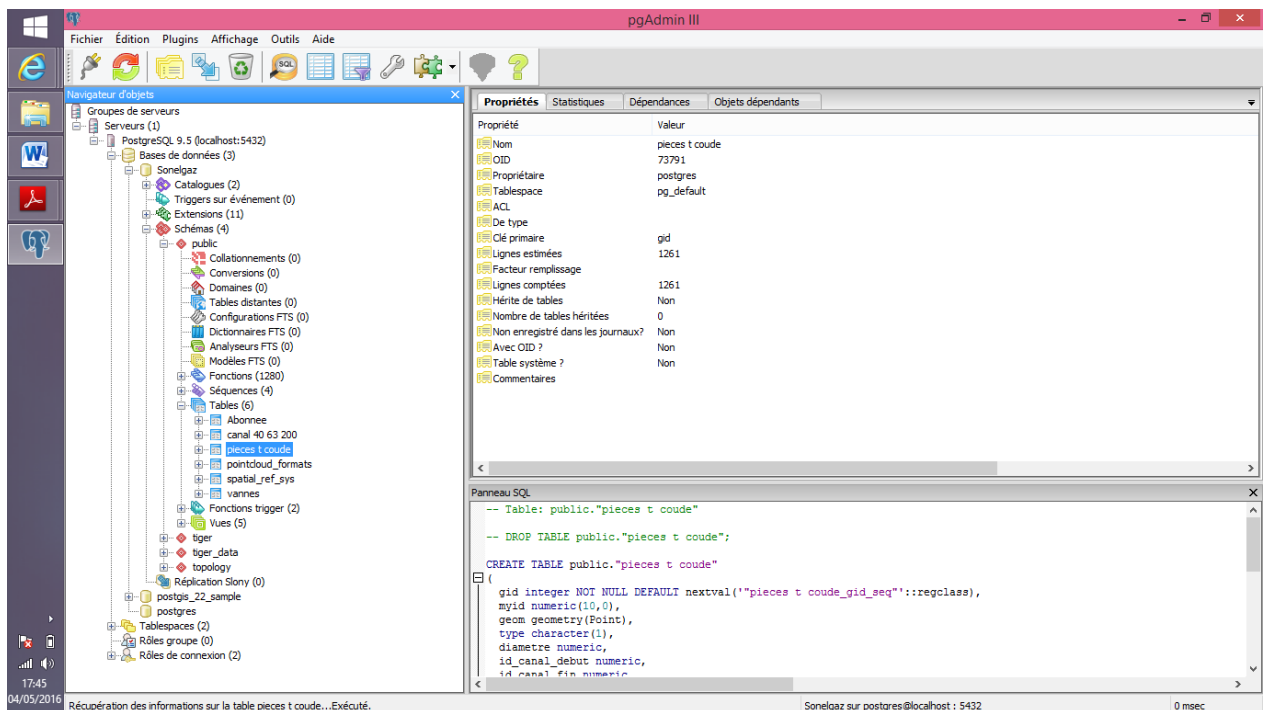 pgAdmin III
Fichier Édition Plugins Affichage Outils Aide
SQL
Navigateur d'objets
Groupes de serveurs
Serveurs (1)
PostgreSQL 9.5 (localhost:5432)
Bases de données (3)
Sonelgaz
Catalogues (2)
Triggers sur événement (0)
Extensions (11)
Schémas (4)
public
Collationnements (0)
Conversions (0)
Domaines (0)
Tables distantes (0)
Configurations FTS (0)
Dictionnaires FTS (0)
Analyseurs FTS (0)
Modèles FTS (0)
Fonctions (1280)
Séquences (4)
Tables (6)
Abonnee
canal 40 63 200
pieces t coude
pointcloud_formats
spatial_ref_sys
vannes
Fonctions trigger (2)
Vues (5)
tiger
tiger_data
topology
Réplication Slony (0)
postgis_22_sample
postgres
Tablespaces (2)
Rôles groupe (0)
Rôles de connexion (2)
Propriétés Statistiques Dépendances Objets dépendants
Propriété Valeur
Nom pieces t coude
OID 73791
Propriétaire postgres
Tablespace pg_default
ACL
De type
Clé primaire gid
Lignes estimées 1261
Facteur remplissage
Lignes comptées 1261
Hérite de tables Non
Nombre de tables héritées 0
Non enregistré dans les journaux? Non
Avec OID ? Non
Table système ? Non
Commentaires
Panneau SQL
-- Table: public."pieces t coude"
-- DROP TABLE public."pieces t coude";
CREATE TABLE public."pieces t coude"
(
gid integer NOT NULL DEFAULT nextval('"pieces t coude_gid_seq"'::regclass),
myid numeric(10,0),
geom geometry(Point),
type character(1),
diametre numeric,
id_canal_debut numeric,
id_canal_fin numeric
17:45
04/05/2016
Récupération des informations sur la table pieces t coude...Exécuté.
Sonelgaz sur postgres@localhost : 5432
0 msec